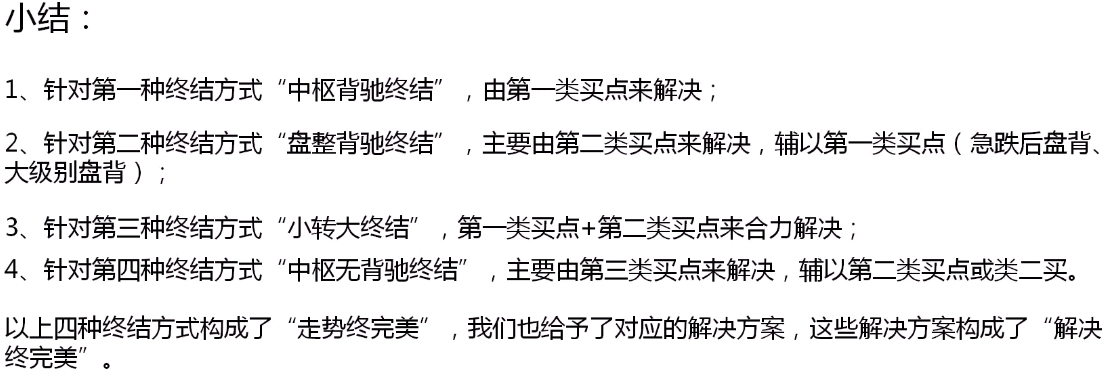 小结：
1、针对第一种终结方式“中枢背驰终结”，由第一类买点来解决；
2、针对第二种终结方式“盘整背驰终结”，主要由第二类买点来解决，辅以第一类买点（急跌后盘背、
大级别盘背）；
3、针对第三种终结方式“小转大终结”，第一类买点+第二类买点来合力解决；
4、针对第四种终结方式“中枢无背驰终结”，主要由第三类买点来解决，辅以第二类买点或类二买。
以上四种终结方式构成了“走势终完美”，我们也给予了对应的解决方案，这些解决方案构成了“解决
终完美”。